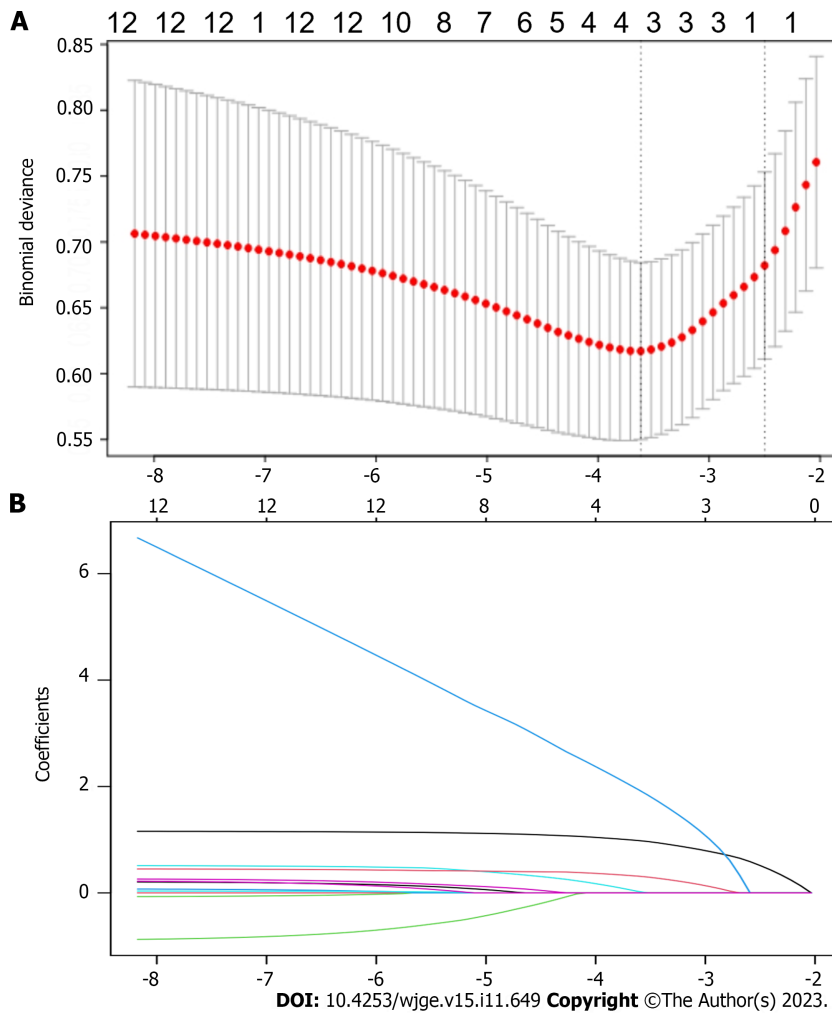 A
12 12 12 1 12 12 10 8 7 6 5 4 4 3 3 3 1 1
0.85
0.80
0.75
0.70
0.65
0.60
0.55
Binomial deviance
-8 -7 -6 -5 -4 -3 -2
B
12 12 12 8 4 3 0
6
4
2
0
Coefficients
-8 -7 -6 -5 -4 -3 -2
DOI: 10.4253/wjge.v15.i11.649 Copyright ©The Author(s) 2023.